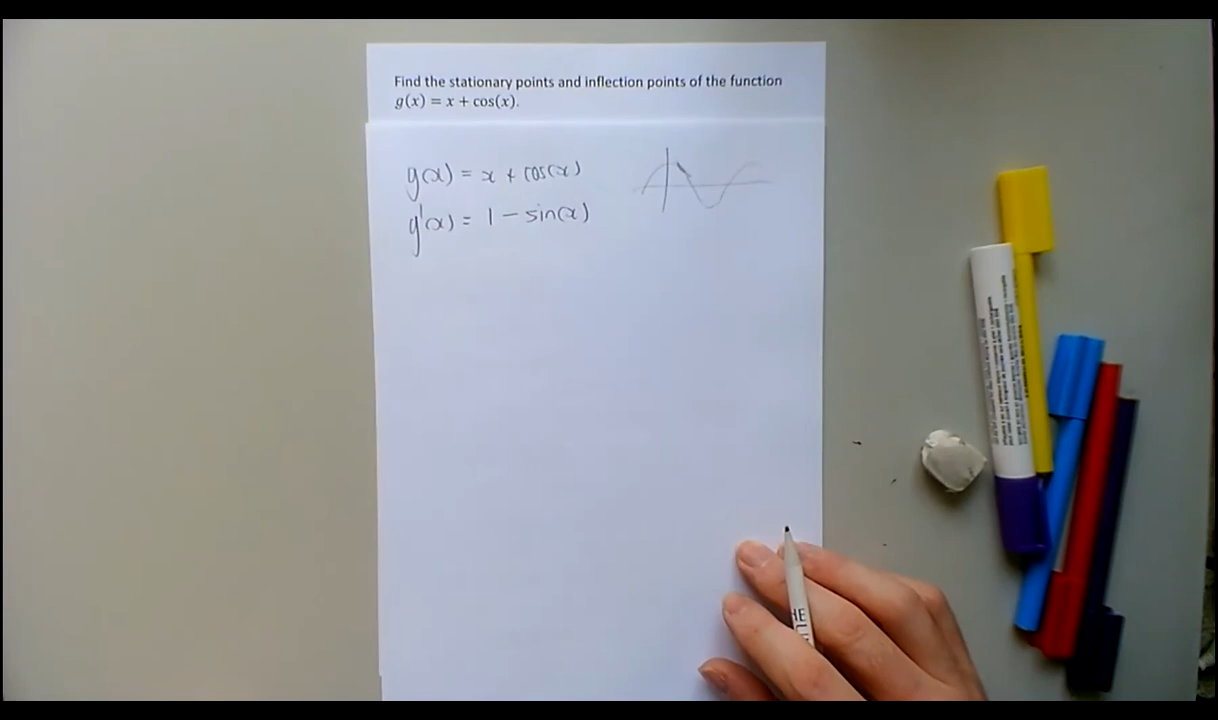 Find the stationary points and inflection points of the function
g(x) = x + cos(x).
g(x) = x + cos(x)
g'(x) = 1 - sin(x)